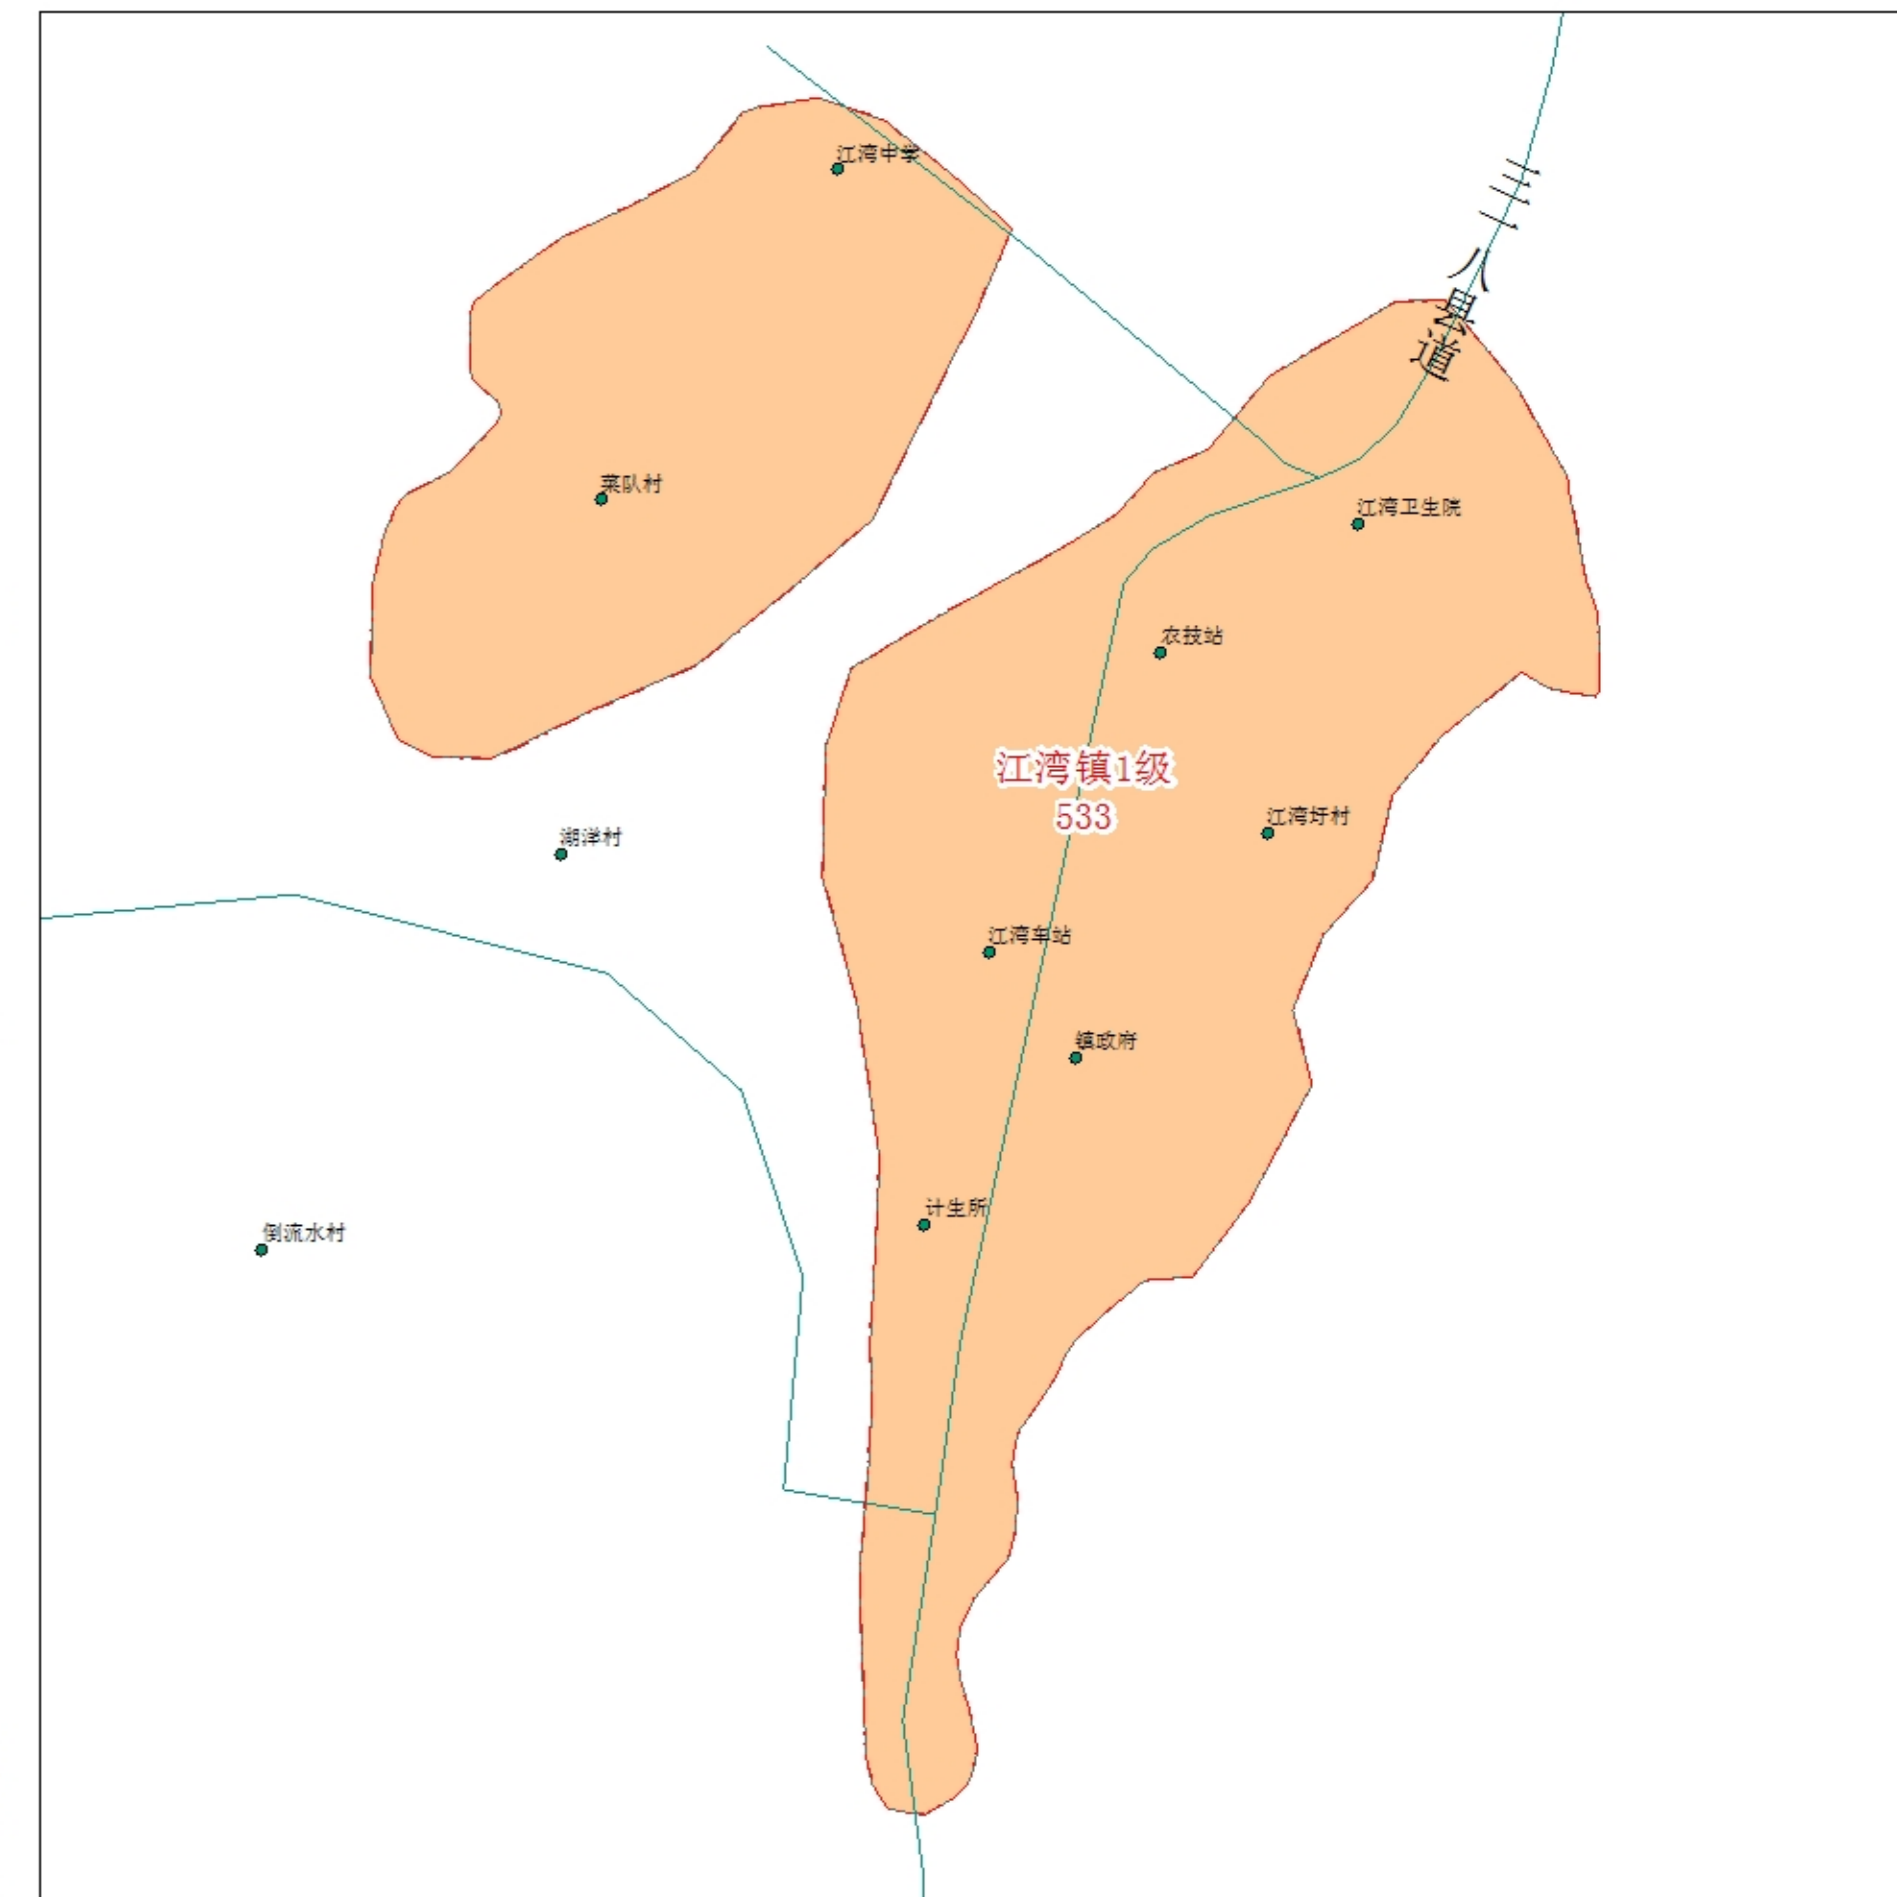 江湾中学
三一八县道
菜队村
江湾卫生院
农技站
江湾镇1级
533
江湾圩村
湖洋村
江湾车站
镇政府
计生所
倒流水村